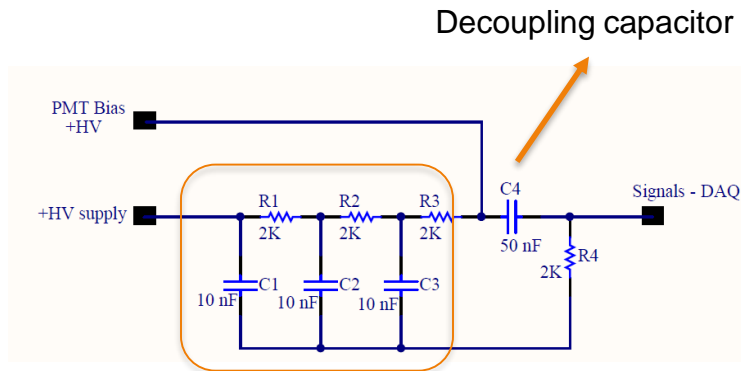 Decoupling capacitor
PMT Bias
+HV
C4
Signals - DAQ
R1
R2
R3
+HV supply
2K
2K
2K
50 nF
R4
2K
C1
C2
C3
10 nF
10 nF
10 nF